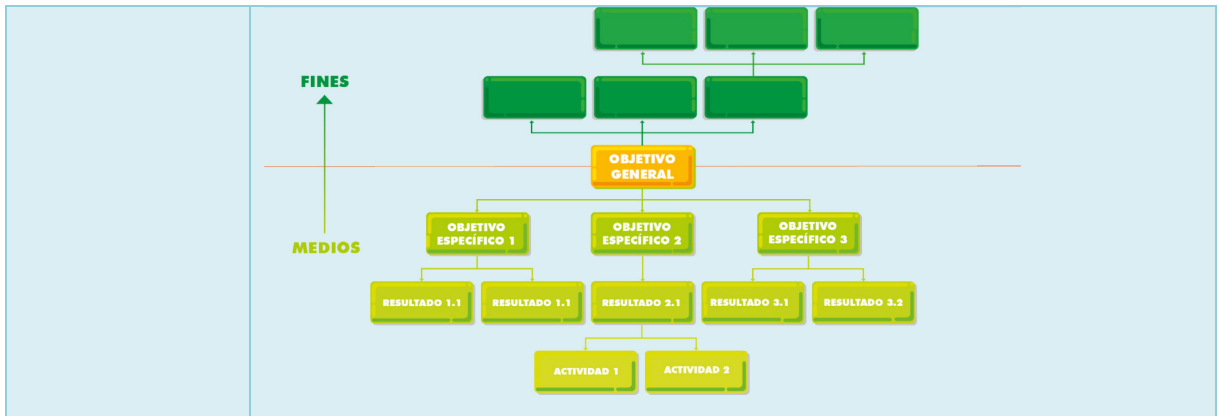 FINES
OBJETIVO
GENERAL
MEDIOS
OBJETIVO
ESPECÍFICO 1
OBJETIVO
ESPECÍFICO 2
OBJETIVO
ESPECÍFICO 3
RESULTADO 1.1
RESULTADO 1.1
RESULTADO 2.1
RESULTADO 3.1
RESULTADO 3.2
ACTIVIDAD 1
ACTIVIDAD 2